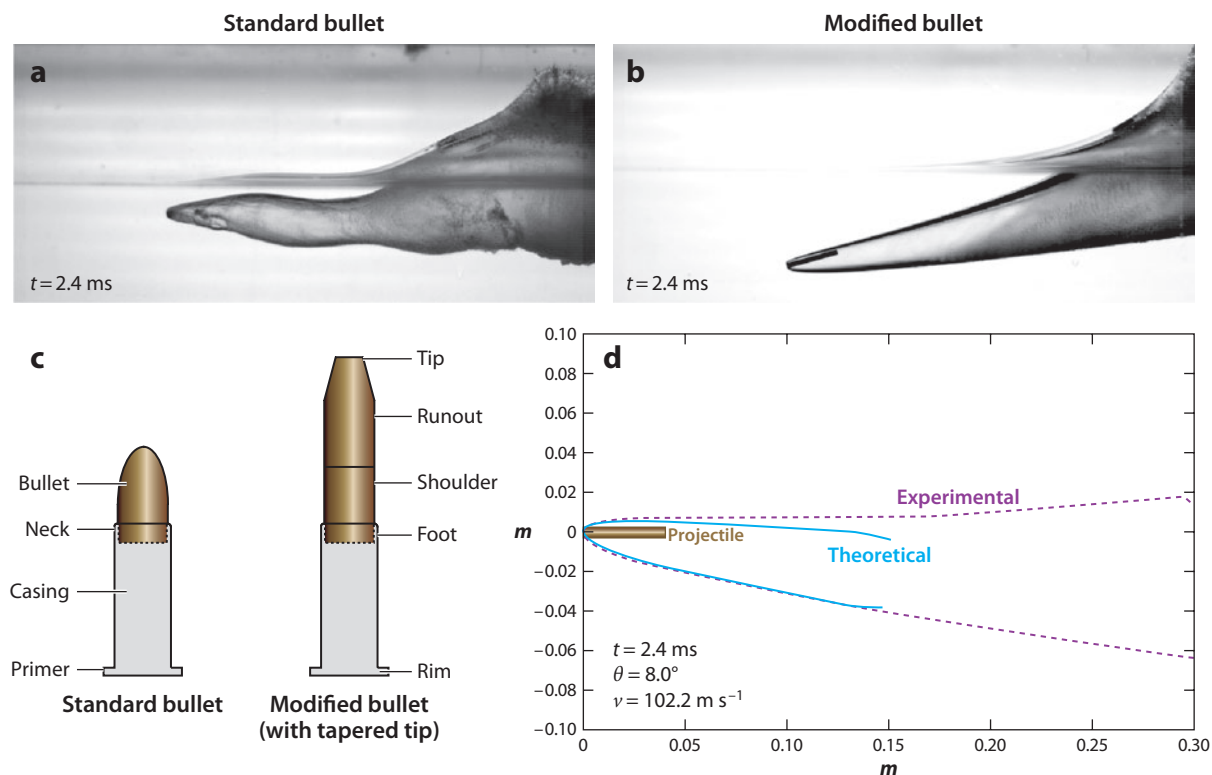 Standard bullet
Modified bullet
a
t = 2.4 ms
b
t = 2.4 ms
c
Bullet
Neck
Casing
Primer
Standard bullet
Tip
Runout
Shoulder
Foot
Rim
Modified bullet
(with tapered tip)
d
0.10
0.08
0.06
0.04
0.02
0
−0.02
−0.04
−0.06
−0.08
−0.10
m
Experimental
Projectile
Theoretical
t = 2.4 ms
θ = 8.0°
v = 102.2 m s⁻¹
0
0.05
0.10
0.15
0.20
0.25
0.30
m